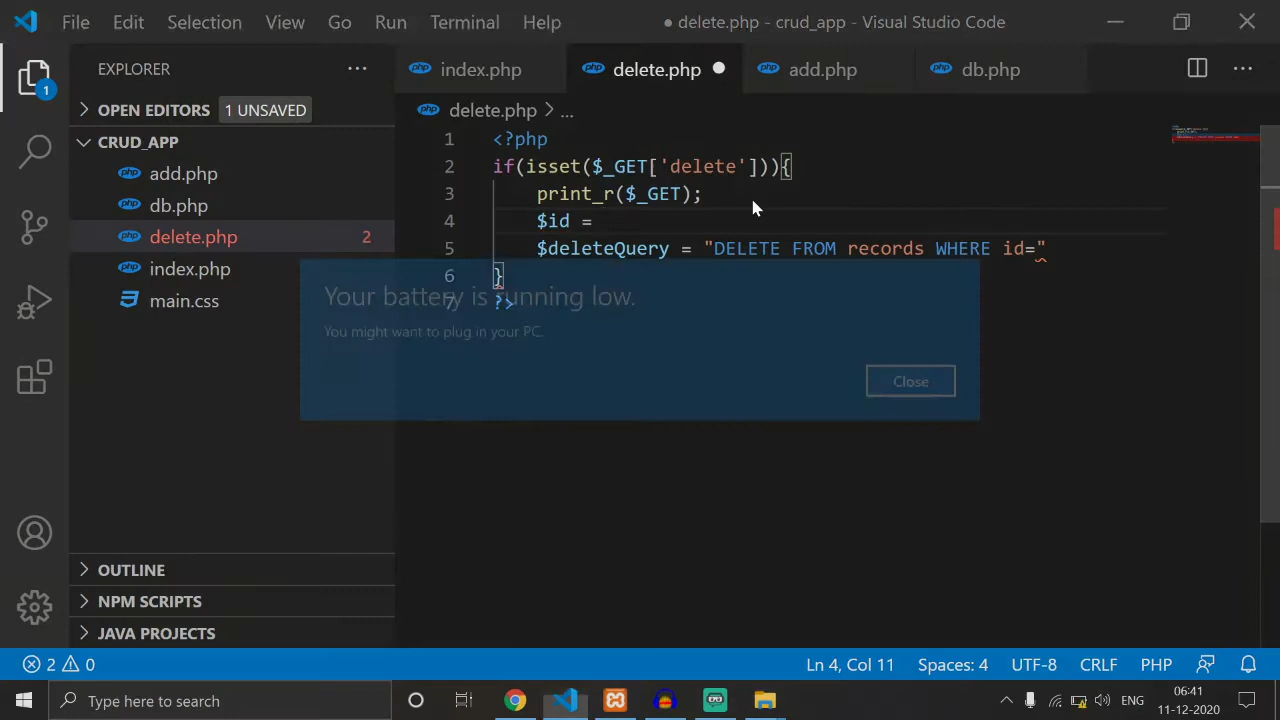 File Edit Selection View Go Run Terminal Help
● delete.php - crud_app - Visual Studio Code
EXPLORER
index.php
delete.php
add.php
db.php
1
OPEN EDITORS 1 UNSAVED
CRUD_APP
add.php
db.php
delete.php 2
index.php
main.css
OUTLINE
NPM SCRIPTS
JAVA PROJECTS
delete.php > ...
1 <?php
2 if(isset($_GET['delete'])){
3 print_r($_GET);
4 $id =
5 $deleteQuery = "DELETE FROM records WHERE id="
6 }
7 ?>
Your battery is running low.
You might want to plug in your PC.
Close
2 0
Ln 4, Col 11 Spaces: 4 UTF-8 CRLF PHP
Type here to search
ENG
06:41
11-12-2020